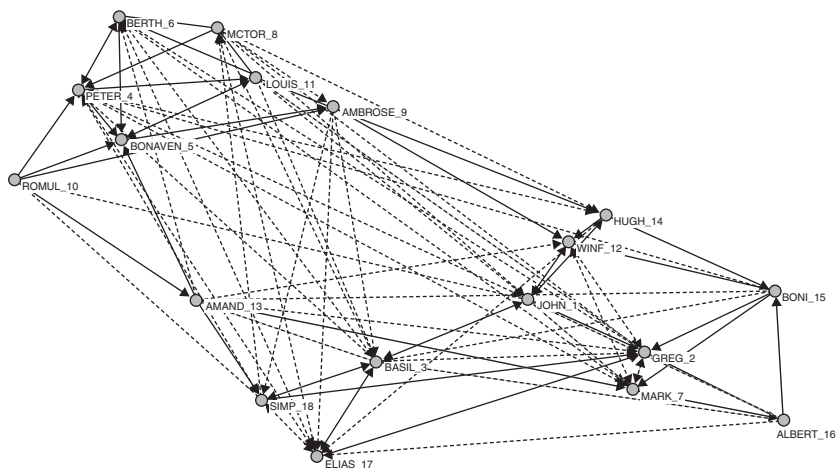 BERTH_6
MCTOR_8
LOUIS_11
PETER_4
AMBROSE_9
BONAVEN_5
ROMUL_10
HUGH_14
WINF_12
BONI_15
AMAND_13
JOHN_1
GREG_2
BASIL_3
MARK_7
SIMP_18
ALBERT_16
ELIAS_17